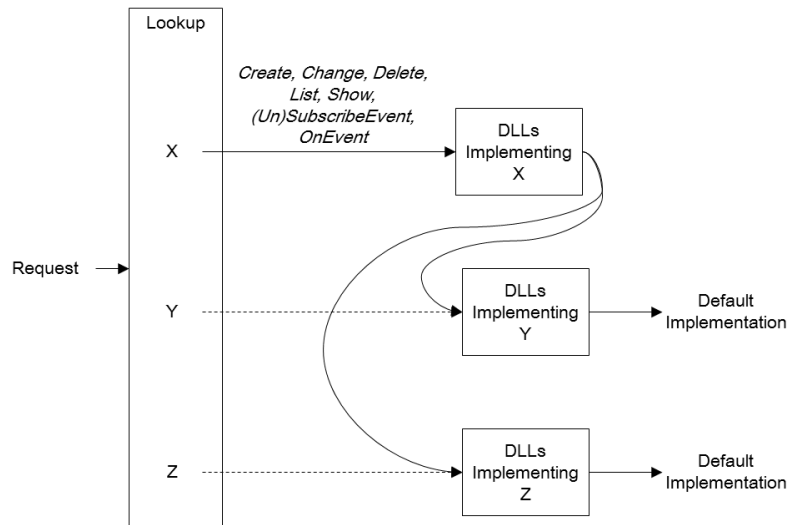 Lookup
Create, Change, Delete,
List, Show,
(Un)SubscribeEvent,
OnEvent
X
DLLs
Implementing
X
Request
Y
DLLs
Implementing
Y
Default
Implementation
Z
DLLs
Implementing
Z
Default
Implementation